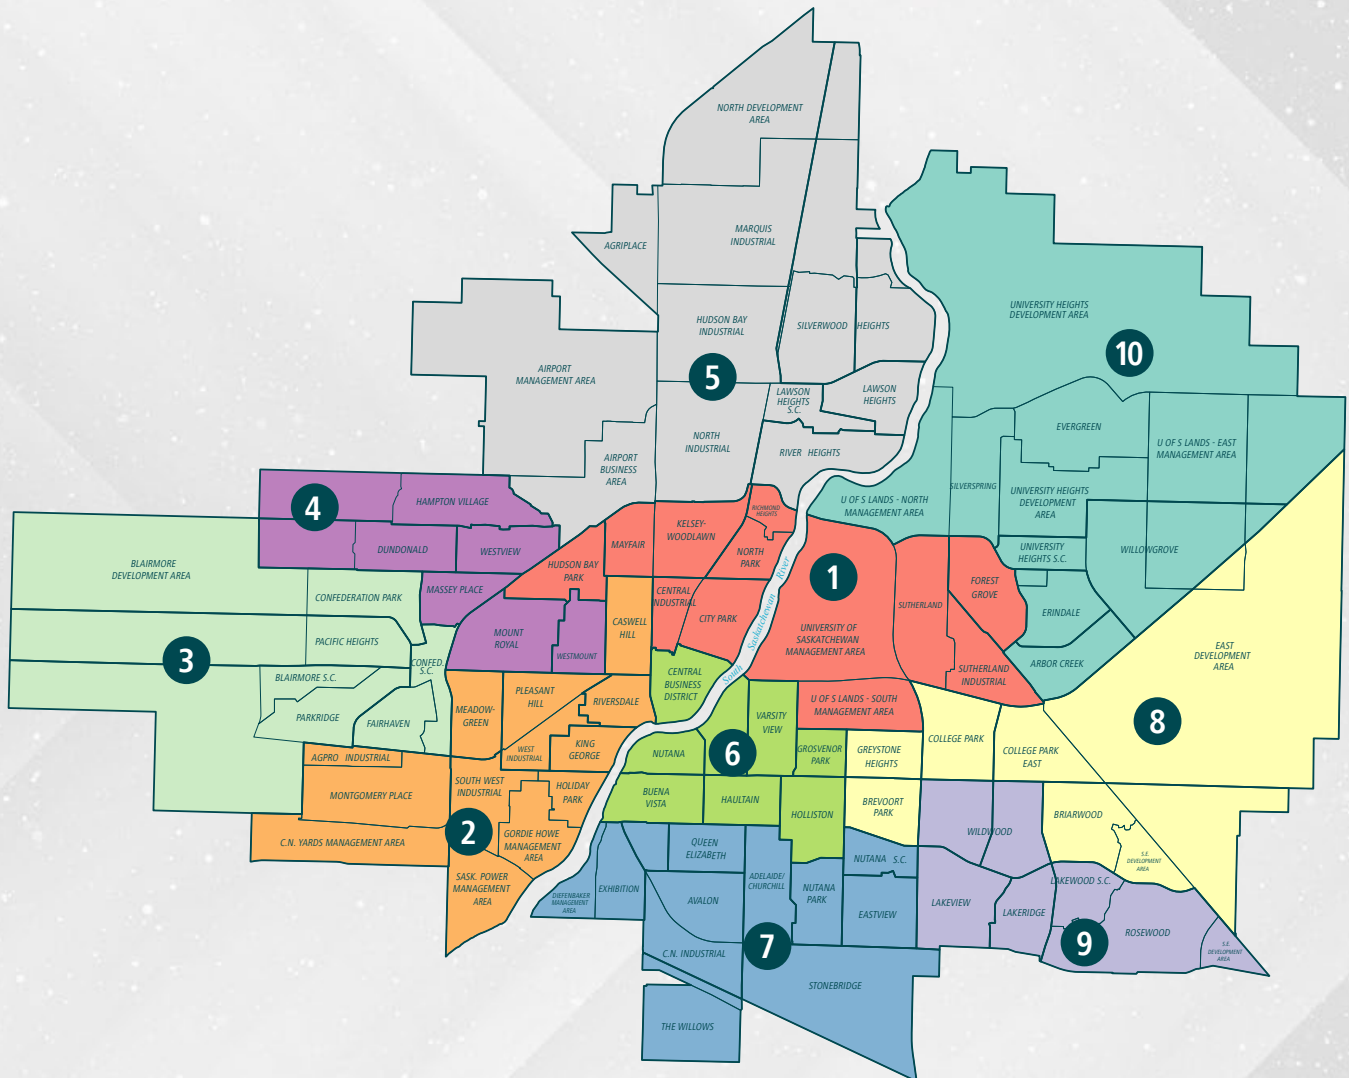 NORTH DEVELOPMENT
AREA
AGRIPLACE
MARQUIS
INDUSTRIAL
UNIVERSITY HEIGHTS
DEVELOPMENT AREA
HUDSON BAY
INDUSTRIAL
SILVERWOOD HEIGHTS
10
AIRPORT
MANAGEMENT AREA
5
LAWSON
HEIGHTS
S.C.
LAWSON
HEIGHTS
NORTH
INDUSTRIAL
RIVER HEIGHTS
EVERGREEN
U OF S LANDS - EAST
MANAGEMENT AREA
AIRPORT
BUSINESS
AREA
SILVERSPRING
UNIVERSITY HEIGHTS
DEVELOPMENT
AREA
4
HAMPTON VILLAGE
U OF S LANDS - NORTH
MANAGEMENT AREA
RICHMOND
HEIGHTS
KELSEY-
WOODLAWN
MAYFAIR
DUNDONALD
WESTVIEW
NORTH
PARK
UNIVERSITY
HEIGHTS S.C.
WILLOWGROVE
BLAIRMORE
DEVELOPMENT AREA
HUDSON BAY
PARK
1
FOREST
GROVE
CONFEDERATION PARK
MASSEY PLACE
CENTRAL
INDUSTRIAL
CITY PARK
SUTHERLAND
ERINDALE
South Saskatchewan River
PACIFIC HEIGHTS
MOUNT
ROYAL
WESTMOUNT
CASWELL
HILL
UNIVERSITY OF
SASKATCHEWAN
MANAGEMENT AREA
3
CONFED.
S.C.
BLAIRMORE S.C.
CENTRAL
BUSINESS
DISTRICT
SUTHERLAND
INDUSTRIAL
ARBOR CREEK
EAST
DEVELOPMENT
AREA
PARKRIDGE
FAIRHAVEN
MEADOW-
GREEN
PLEASANT
HILL
RIVERSDALE
VARSITY
VIEW
U OF S LANDS - SOUTH
MANAGEMENT AREA
8
AGPRO INDUSTRIAL
WEST
INDUSTRIAL
KING
GEORGE
NUTANA
6
GROSVENOR
PARK
GREYSTONE
HEIGHTS
COLLEGE PARK
COLLEGE PARK
EAST
MONTGOMERY PLACE
SOUTH WEST
INDUSTRIAL
HOLIDAY
PARK
BUENA
VISTA
HAULTAIN
HOLLISTON
BREVOORT
PARK
BRIARWOOD
C.N. YARDS MANAGEMENT AREA
2
GORDIE HOWE
MANAGEMENT
AREA
WILDWOOD
QUEEN
ELIZABETH
NUTANA S.C.
S.E.
DEVELOPMENT
AREA
SASK. POWER
MANAGEMENT
AREA
DIEFENBAKER
MANAGEMENT
AREA
EXHIBITION
ADELAIDE/
CHURCHILL
NUTANA
PARK
LAKEWOOD S.C.
AVALON
EASTVIEW
LAKEVIEW
LAKERIDGE
ROSEWOOD
C.N. INDUSTRIAL
7
9
S.E.
DEVELOPMENT
AREA
STONEBRIDGE
THE WILLOWS